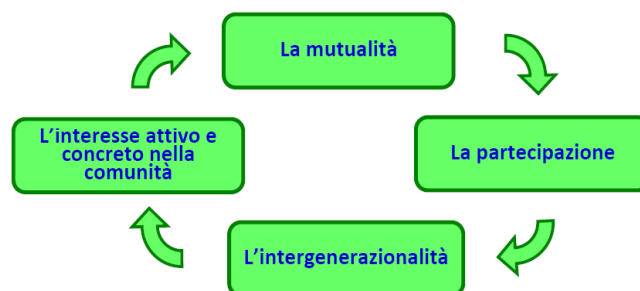 La mutualità
L’interesse attivo e
concreto nella
comunità
La partecipazione
L’intergenerazionalità